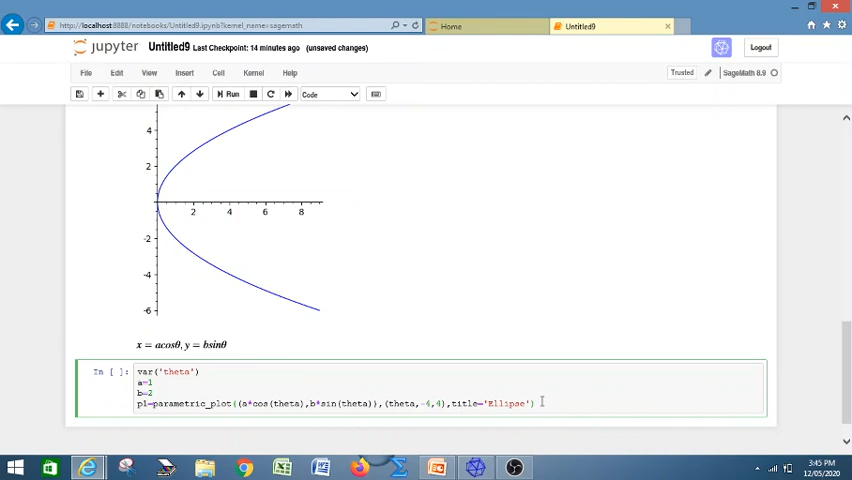 http://localhost:8888/notebooks/Untitled9.ipynb?kernel_name=sagemath
Home
Untitled9
jupyter Untitled9 Last Checkpoint: 14 minutes ago (unsaved changes)
Logout
File Edit View Insert Cell Kernel Help
Trusted SageMath 8.9
Run Code
4
2
2 4 6 8
-2
-4
-6
x = acosθ, y = bsinθ
In [ ]: var('theta')
a=1
b=2
p1=parametric_plot((a*cos(theta),b*sin(theta)),(theta,-4,4),title='Ellipse')
3:45 PM
12/05/2020